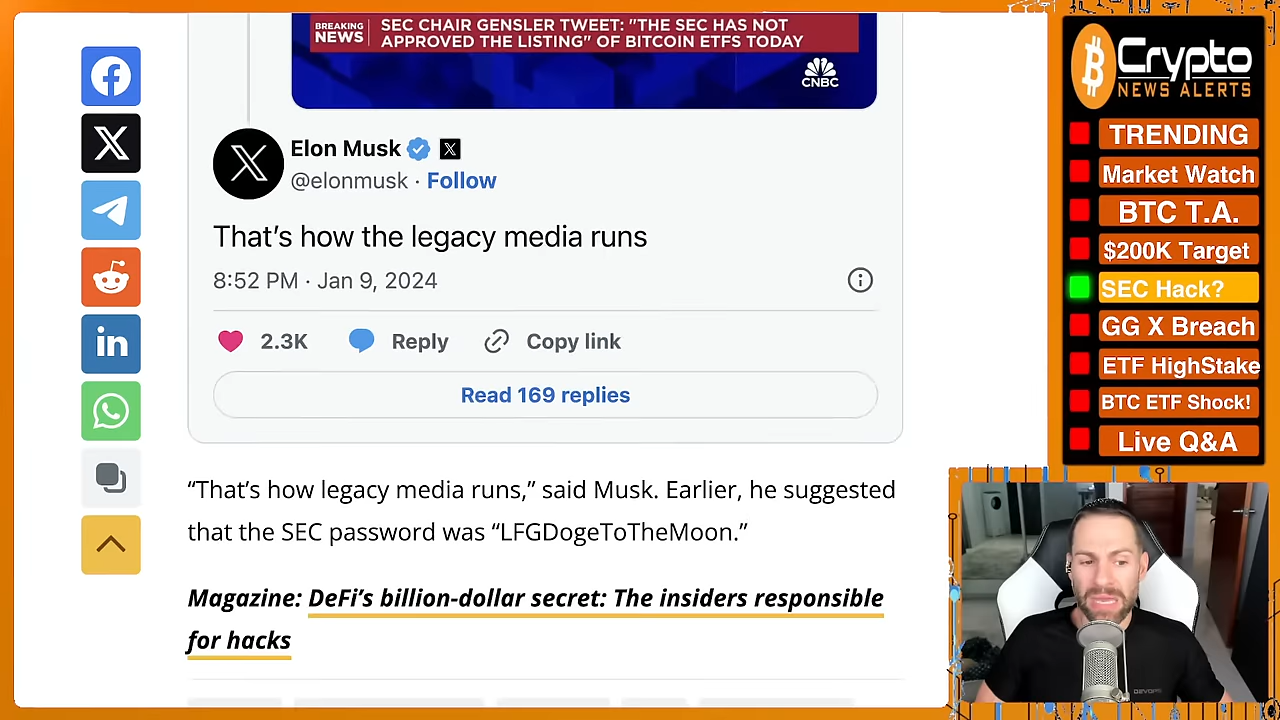 BREAKING
NEWS
SEC CHAIR GENSLER TWEET: "THE SEC HAS NOT
APPROVED THE LISTING" OF BITCOIN ETFS TODAY
CNBC
Elon Musk
@elonmusk · Follow
That's how the legacy media runs
8:52 PM · Jan 9, 2024
2.3K Reply Copy link
Read 169 replies
“That's how legacy media runs,” said Musk. Earlier, he suggested
that the SEC password was “LFGDogeToTheMoon.”
Magazine: DeFi's billion-dollar secret: The insiders responsible
for hacks
Crypto
NEWS ALERTS
TRENDING
Market Watch
BTC T.A.
$200K Target
SEC Hack?
GG X Breach
ETF HighStake
BTC ETF Shock!
Live Q&A